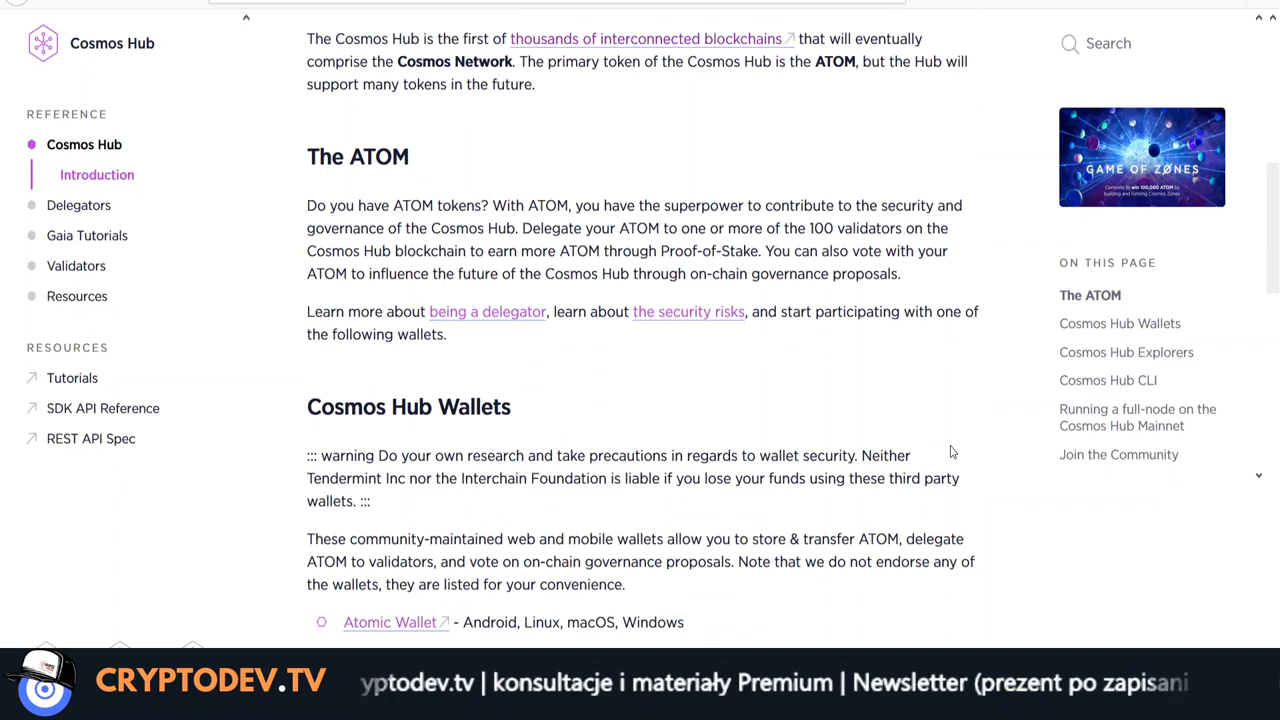 Cosmos Hub
REFERENCE
Cosmos Hub
Introduction
Delegators
Gaia Tutorials
Validators
Resources
RESOURCES
Tutorials
SDK API Reference
REST API Spec
The Cosmos Hub is the first of thousands of interconnected blockchains that will eventually
comprise the Cosmos Network. The primary token of the Cosmos Hub is the ATOM, but the Hub will
support many tokens in the future.
The ATOM
Do you have ATOM tokens? With ATOM, you have the superpower to contribute to the security and
governance of the Cosmos Hub. Delegate your ATOM to one or more of the 100 validators on the
Cosmos Hub blockchain to earn more ATOM through Proof-of-Stake. You can also vote with your
ATOM to influence the future of the Cosmos Hub through on-chain governance proposals.
Learn more about being a delegator, learn about the security risks, and start participating with one of
the following wallets.
Cosmos Hub Wallets
::: warning Do your own research and take precautions in regards to wallet security. Neither
Tendermint Inc nor the Interchain Foundation is liable if you lose your funds using these third party
wallets. :::
These community-maintained web and mobile wallets allow you to store & transfer ATOM, delegate
ATOM to validators, and vote on on-chain governance proposals. Note that we do not endorse any of
the wallets, they are listed for your convenience.
Atomic Wallet - Android, Linux, macOS, Windows
Search
GAME OF ZØNES
Compete to win 100,000 ATOM by
building and running Cosmos Zones.
ON THIS PAGE
The ATOM
Cosmos Hub Wallets
Cosmos Hub Explorers
Cosmos Hub CLI
Running a full-node on the
Cosmos Hub Mainnet
Join the Community
CRYPTODEV.TV
yptodev.tv | konsultacje i materiały Premium | Newsletter (prezent po zapisani